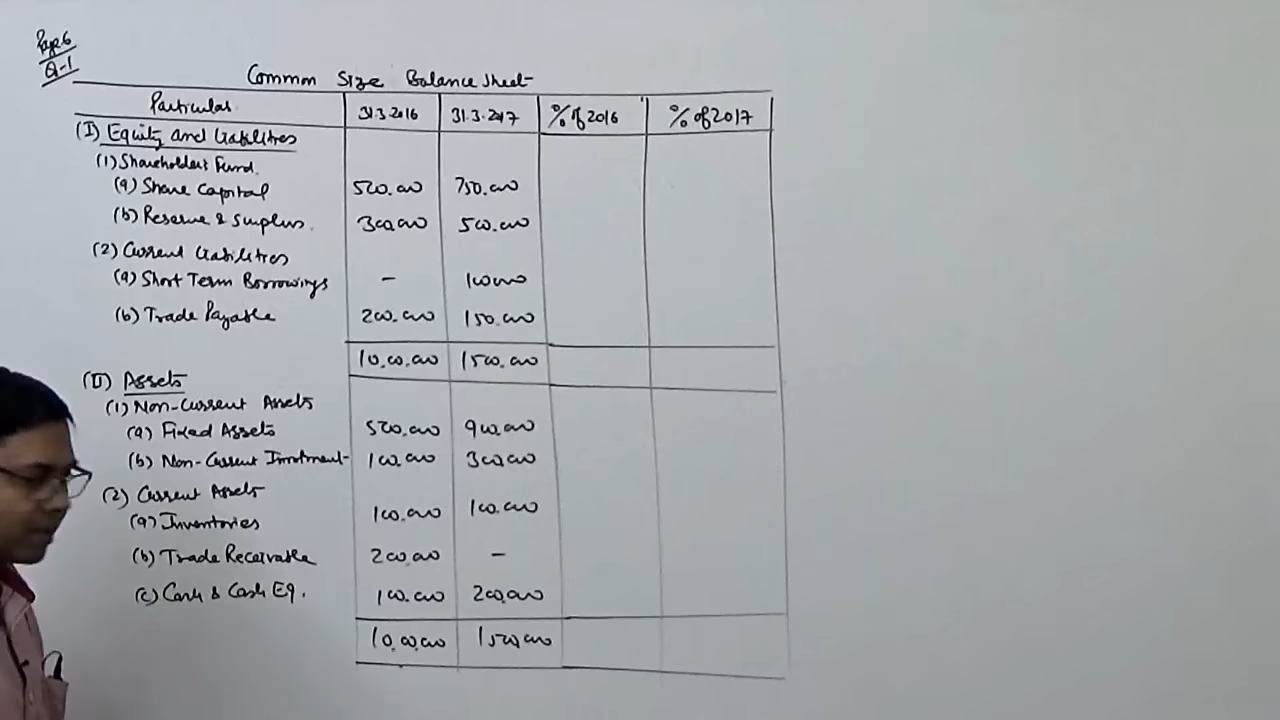 Page 6
Q-1
Common Size Balance Sheet
Particular 31.3.2016 31.3.2017 % of 2016 % of 2017
(I) Equity and Liabilities
(1) Shareholders Fund.
(a) Share Capital 500,000 750,000
(b) Reserve & Surplus. 300,000 500,000
(2) Current Liabilities
(a) Short Term Borrowings - 100,000
(b) Trade Payable 200,000 150,000
10,00,000 1500,000
(II) Assets
(1) Non-Current Assets
(a) Fixed Assets 500,000 900,000
(b) Non-Current Investment 100,000 300,000
(2) Current Assets
(a) Inventories 100,000 100,000
(b) Trade Receivable 200,000 -
(c) Cash & Cash Eq. 100,000 200,000
10,00,000 1500,000